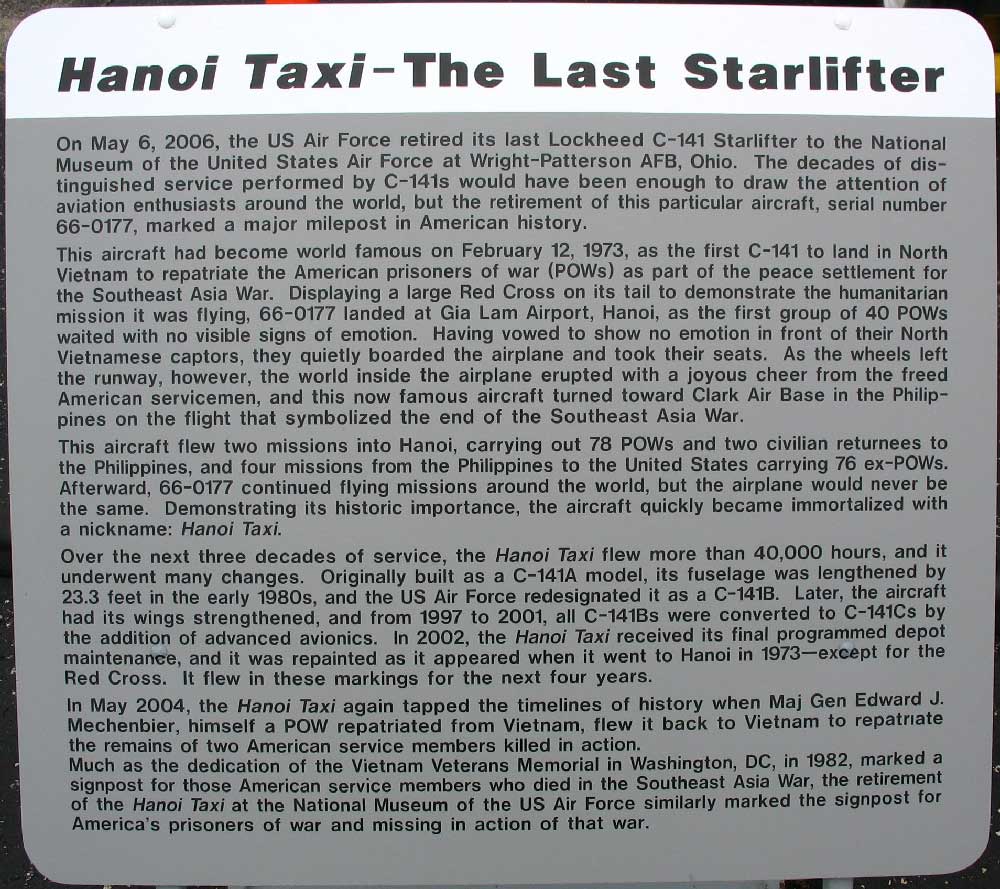 Hanoi Taxi-The Last Starlifter
On May 6, 2006, the US Air Force retired its last Lockheed C-141 Starlifter to the National
Museum of the United States Air Force at Wright-Patterson AFB, Ohio. The decades of dis-
tinguished service performed by C-141s would have been enough to draw the attention of
aviation enthusiasts around the world, but the retirement of this particular aircraft, serial number
66-0177, marked a major milepost in American history.
This aircraft had become world famous on February 12, 1973, as the first C-141 to land in North
Vietnam to repatriate the American prisoners of war (POWs) as part of the peace settlement for
the Southeast Asia War. Displaying a large Red Cross on its tail to demonstrate the humanitarian
mission it was flying, 66-0177 landed at Gia Lam Airport, Hanoi, as the first group of 40 POWs
waited with no visible signs of emotion. Having vowed to show no emotion in front of their North
Vietnamese captors, they quietly boarded the airplane and took their seats. As the wheels left
the runway, however, the world inside the airplane erupted with a joyous cheer from the freed
American servicemen, and this now famous aircraft turned toward Clark Air Base in the Philip-
pines on the flight that symbolized the end of the Southeast Asia War.
This aircraft flew two missions into Hanoi, carrying out 78 POWs and two civilian returnees to
the Philippines, and four missions from the Philippines to the United States carrying 76 ex-POWs.
Afterward, 66-0177 continued flying missions around the world, but the airplane would never be
the same. Demonstrating its historic importance, the aircraft quickly became immortalized with
a nickname: Hanoi Taxi.
Over the next three decades of service, the Hanoi Taxi flew more than 40,000 hours, and it
underwent many changes. Originally built as a C-141A model, its fuselage was lengthened by
23.3 feet in the early 1980s, and the US Air Force redesignated it as a C-141B. Later, the aircraft
had its wings strengthened, and from 1997 to 2001, all C-141Bs were converted to C-141Cs by
the addition of advanced avionics. In 2002, the Hanoi Taxi received its final programmed depot
maintenance, and it was repainted as it appeared when it went to Hanoi in 1973—except for the
Red Cross. It flew in these markings for the next four years.
In May 2004, the Hanoi Taxi again tapped the timelines of history when Maj Gen Edward J.
Mechenbier, himself a POW repatriated from Vietnam, flew it back to Vietnam to repatriate
the remains of two American service members killed in action.
Much as the dedication of the Vietnam Veterans Memorial in Washington, DC, in 1982, marked a
signpost for those American service members who died in the Southeast Asia War, the retirement
of the Hanoi Taxi at the National Museum of the US Air Force similarly marked the signpost for
America's prisoners of war and missing in action of that war.